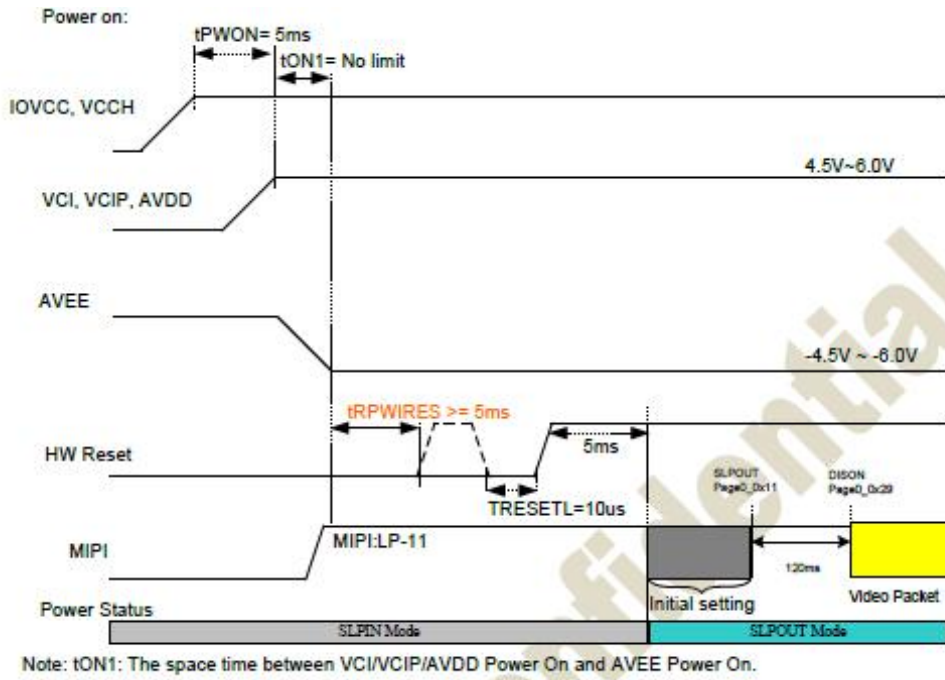 Power on:
tPWON= 5ms
tON1= No limit
IOVCC, VCCH
4.5V~6.0V
VCI, VCIP, AVDD
AVEE
-4.5V ~ -6.0V
tRPWIRES >= 5ms
HW Reset
5ms
SLPOUT
Page0_0x11
DISON
Page0_0x29
TRESETL=10us
MIPI:LP-11
MIPI
120ms
Initial setting
Video Packet
Power Status
SLPIN Mode
SLPOUT Mode
Note: tON1: The space time between VCI/VCIP/AVDD Power On and AVEE Power On.
onfidential